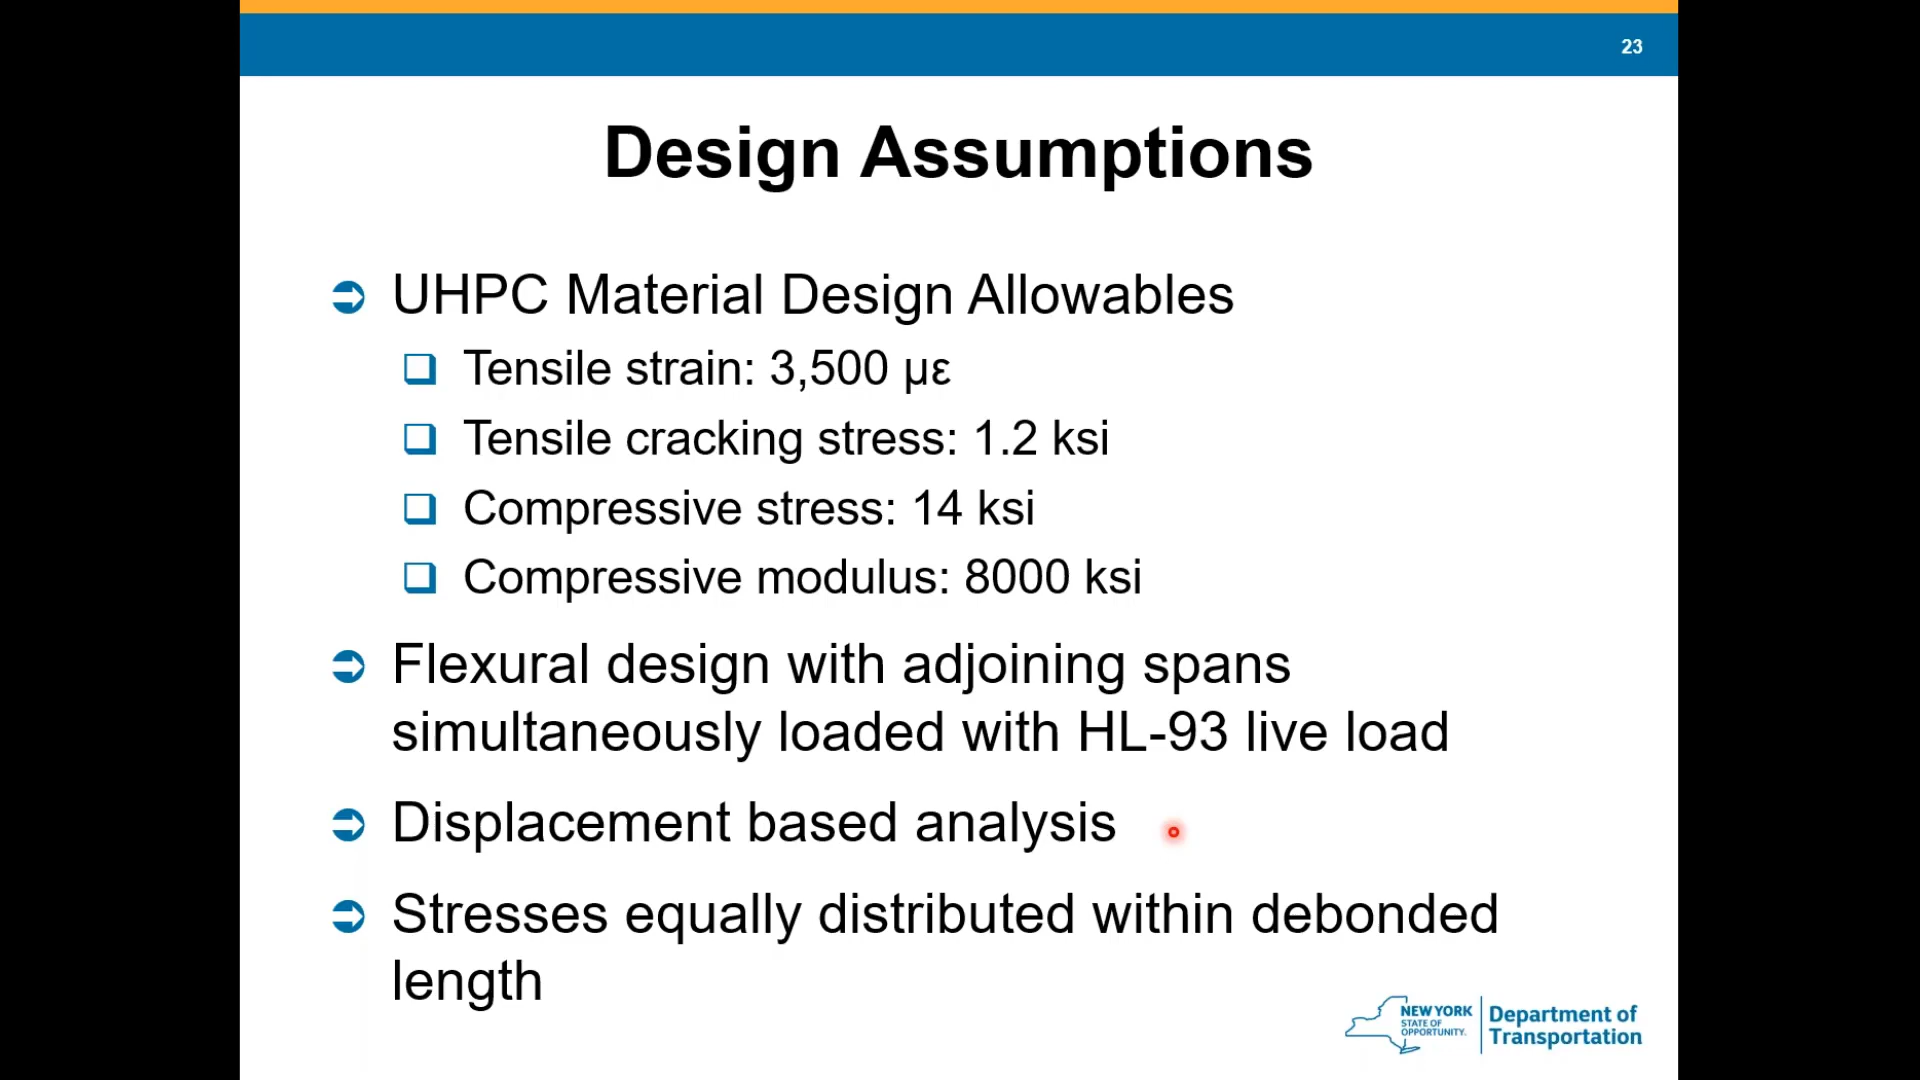 23
Design Assumptions
UHPC Material Design Allowables
Tensile strain: 3,500 με
Tensile cracking stress: 1.2 ksi
Compressive stress: 14 ksi
Compressive modulus: 8000 ksi
Flexural design with adjoining spans
simultaneously loaded with HL-93 live load
Displacement based analysis
Stresses equally distributed within debonded
length
NEW YORK
STATE OF
OPPORTUNITY.
Department of
Transportation